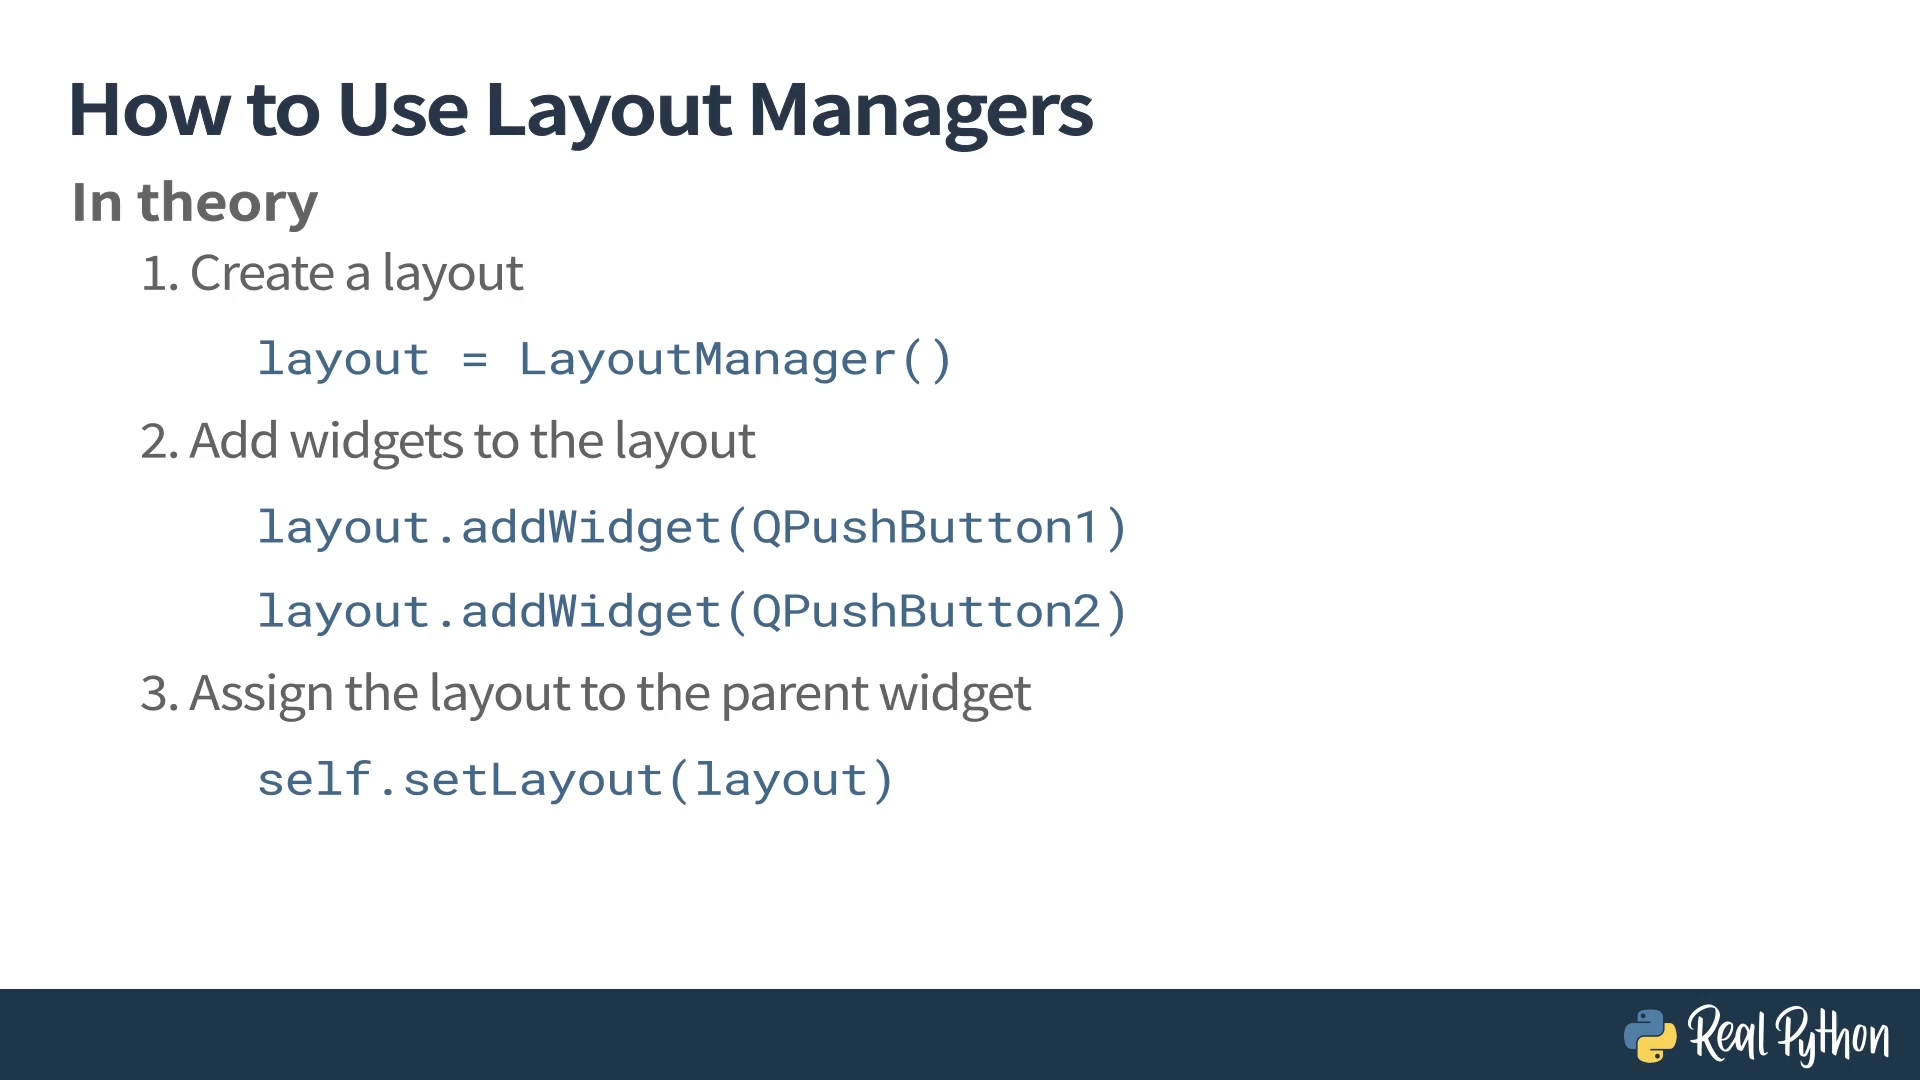 How to Use Layout Managers
In theory
1. Create a layout
layout = LayoutManager()
2. Add widgets to the layout
layout.addWidget(QPushButton1)
layout.addWidget(QPushButton2)
3. Assign the layout to the parent widget
self.setLayout(layout)
Real Python